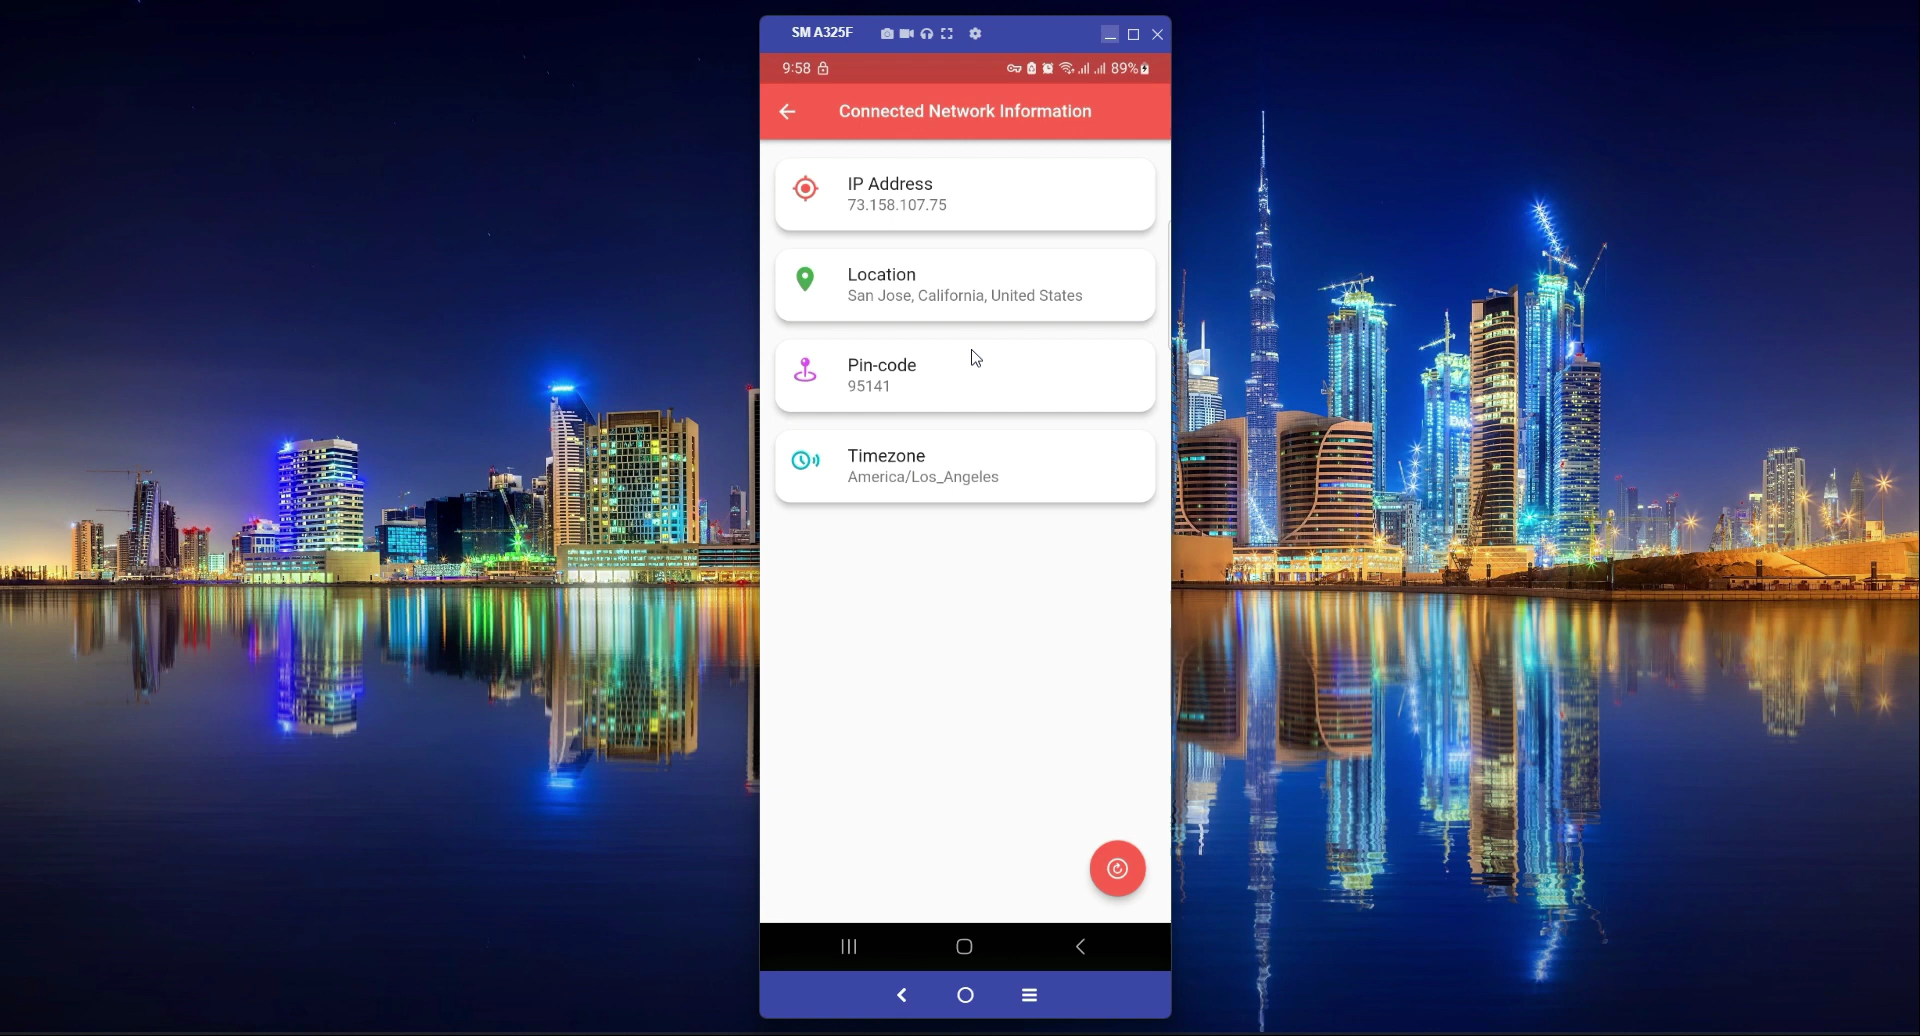 SM A325F
9:58 89%
Connected Network Information
IP Address
73.158.107.75
Location
San Jose, California, United States
Pin-code
95141
Timezone
America/Los_Angeles